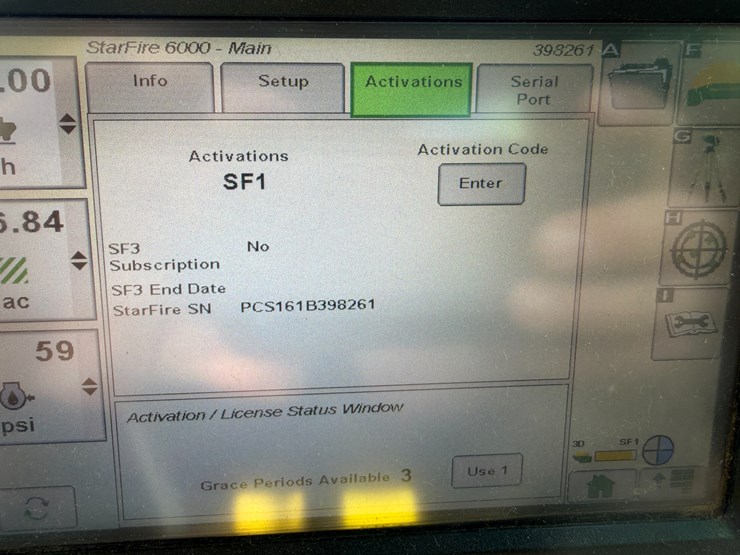 StarFire 6000 - Main
398261
Info
Setup
Activations
Serial
Port
Activations
SF1
Activation Code
Enter
SF3
Subscription
No
SF3 End Date
StarFire SN
PCS161B398261
Activation / License Status Window
Grace Periods Available 3
Use 1
.00
h
6.84
ac
59
psi
A
F
G
H
I
3D
SF1